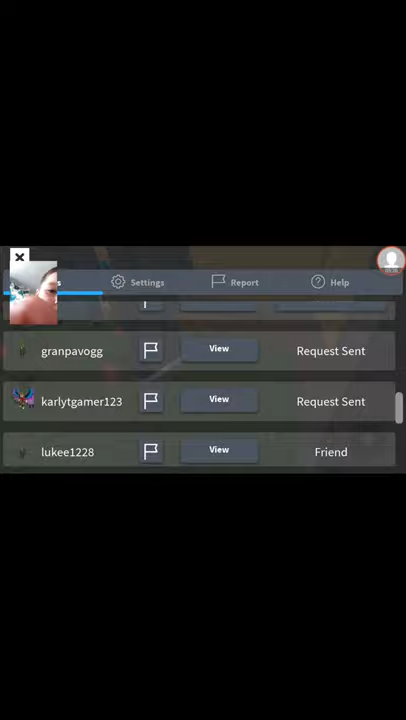 s Settings Report Help
granpavogg View Request Sent
karlytgamer123 View Request Sent
lukee1228 View Friend